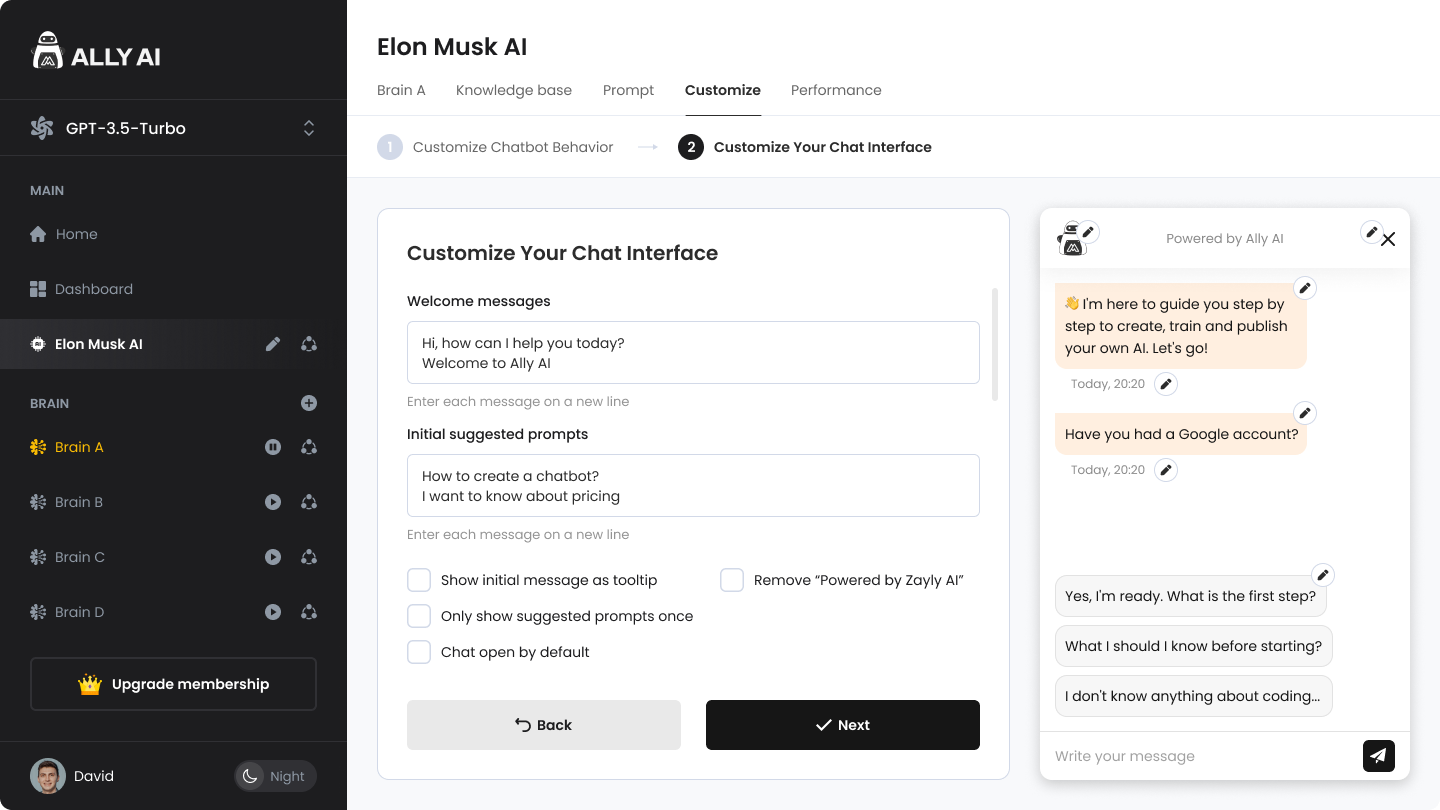 ALLY AI
GPT-3.5-Turbo
MAIN
Home
Dashboard
Elon Musk AI
BRAIN
Brain A
Brain B
Brain C
Brain D
Upgrade membership
David
Night
Elon Musk AI
Brain A
Knowledge base
Prompt
Customize
Performance
1
Customize Chatbot Behavior
2
Customize Your Chat Interface
Customize Your Chat Interface
Welcome messages
Hi, how can I help you today?
Welcome to Ally AI
Enter each message on a new line
Initial suggested prompts
How to create a chatbot?
I want to know about pricing
Enter each message on a new line
Show initial message as tooltip
Remove “Powered by Zayly AI”
Only show suggested prompts once
Chat open by default
Back
Next
Powered by Ally AI
👋 I'm here to guide you step by
step to create, train and publish
your own AI. Let's go!
Today, 20:20
Have you had a Google account?
Today, 20:20
Yes, I'm ready. What is the first step?
What I should I know before starting?
I don't know anything about coding...
Write your message